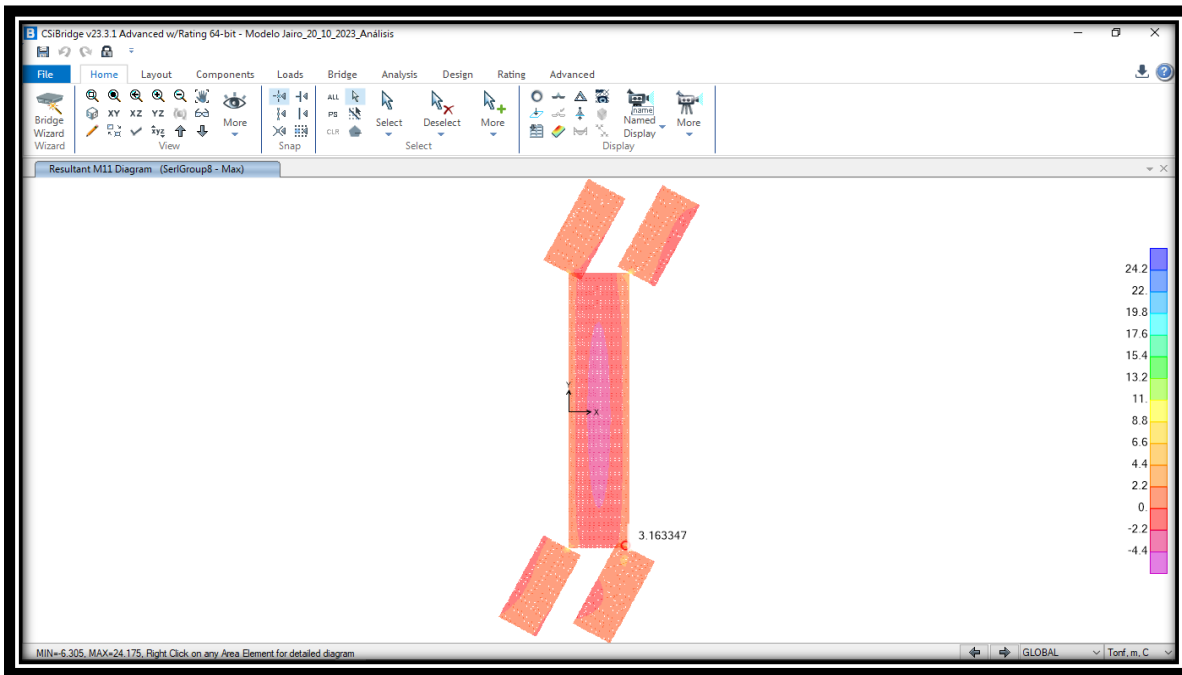 CSiBridge v23.3.1 Advanced w/Rating 64-bit - Modelo Jairo_20_10_2023_Análisis
File Home Layout Components Loads Bridge Analysis Design Rating Advanced
XY XZ YZ
xyz
Bridge Wizard
More
ALL
PS
CLR
Select
Deselect
More
name
Named Display
More
Wizard View Snap Select Display
Resultant M11 Diagram (SerIGroup8 - Max)
24.2
22.
19.8
17.6
15.4
13.2
11.
8.8
6.6
4.4
2.2
0.
-2.2
-4.4
Y
X
3.163347
MIN=-6.305, MAX=24.175, Right Click on any Area Element for detailed diagram
GLOBAL
Tonf, m, C